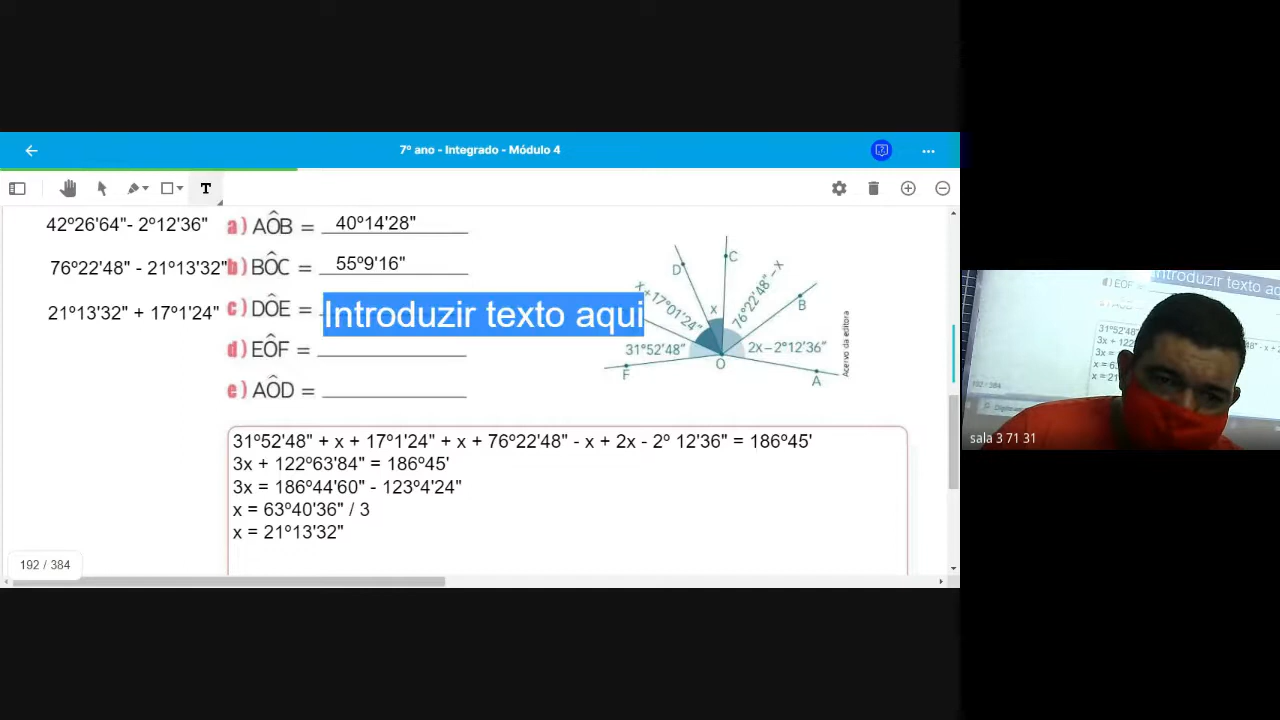 7º ano - Integrado - Módulo 4
T
42º26'64"- 2º12'36"
a) AÔB = 40º14'28"
76º22'48" - 21º13'32"
b) BÔC = 55º9'16"
21º13'32" + 17º1'24"
c) DÔE = Introduzir texto aqui
d) EÔF =
e) AÔD =
D
C
B
A
O
F
x+17º01'24"
x
76º22'48"–x
31º52'48"
2x–2º12'36"
Acervo da editora
31º52'48" + x + 17º1'24" + x + 76º22'48" - x + 2x - 2º 12'36" = 186º45'
3x + 122º63'84" = 186º45'
3x = 186º44'60" - 123º4'24"
x = 63º40'36" / 3
x = 21º13'32"
192 / 384
sala 3 71 31